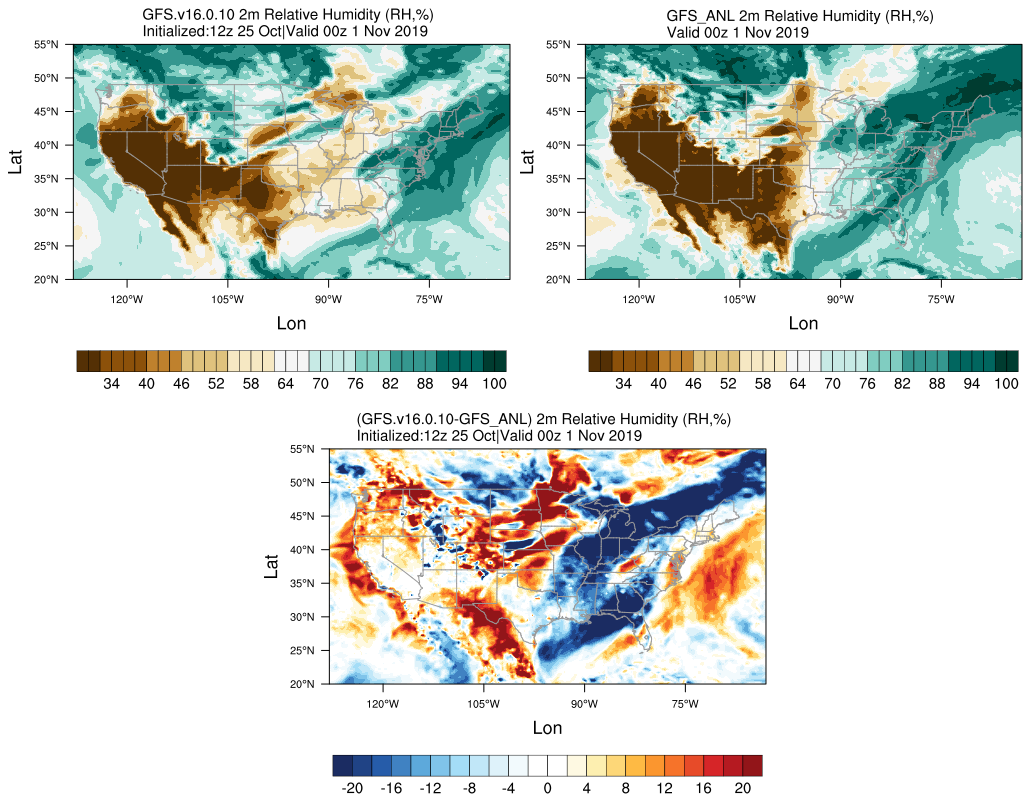 GFS.v16.0.10 2m Relative Humidity (RH,%)
Initialized:12z 25 Oct|Valid 00z 1 Nov 2019
55°N
50°N
45°N
40°N
35°N
30°N
25°N
20°N
Lat
120°W 105°W 90°W 75°W
Lon
34 40 46 52 58 64 70 76 82 88 94 100
GFS_ANL 2m Relative Humidity (RH,%)
Valid 00z 1 Nov 2019
55°N
50°N
45°N
40°N
35°N
30°N
25°N
20°N
Lat
120°W 105°W 90°W 75°W
Lon
34 40 46 52 58 64 70 76 82 88 94 100
(GFS.v16.0.10-GFS_ANL) 2m Relative Humidity (RH,%)
Initialized:12z 25 Oct|Valid 00z 1 Nov 2019
55°N
50°N
45°N
40°N
35°N
30°N
25°N
20°N
Lat
120°W 105°W 90°W 75°W
Lon
-20 -16 -12 -8 -4 0 4 8 12 16 20